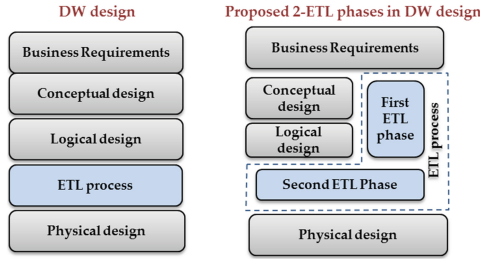 DW design
Business Requirements
Conceptual design
Logical design
ETL process
Physical design
Proposed 2-ETL phases in DW design
Business Requirements
Conceptual
design
Logical
design
First
ETL
phase
ETL process
Second ETL Phase
Physical design